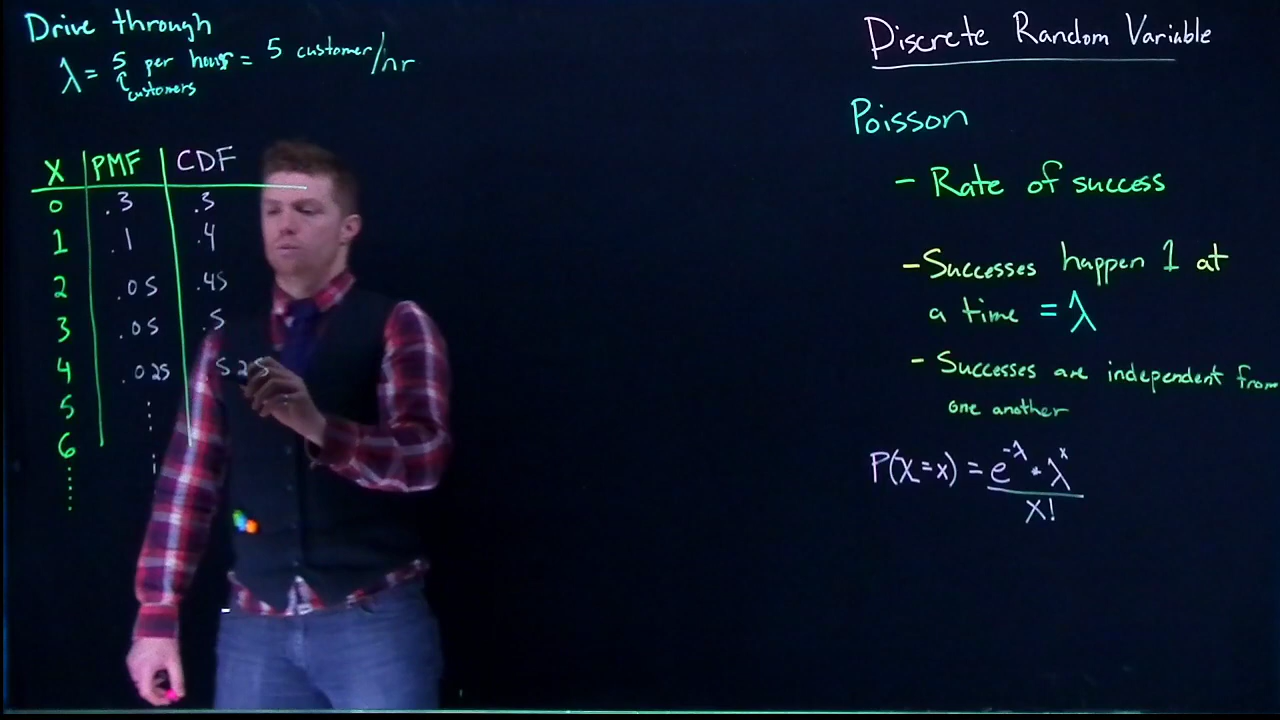 Drive through
λ = 5 per hour = 5 customer/hr
customers
X PMF CDF
0 .3 .3
1 .1 .4
2 .05 .45
3 .05 .5
4 .025 .525
5
6
Discrete Random Variable
Poisson
- Rate of success
- Successes happen 1 at
a time = λ
- Successes are independent from
one another
P(X=x) = e^-λ · λ^x
x!